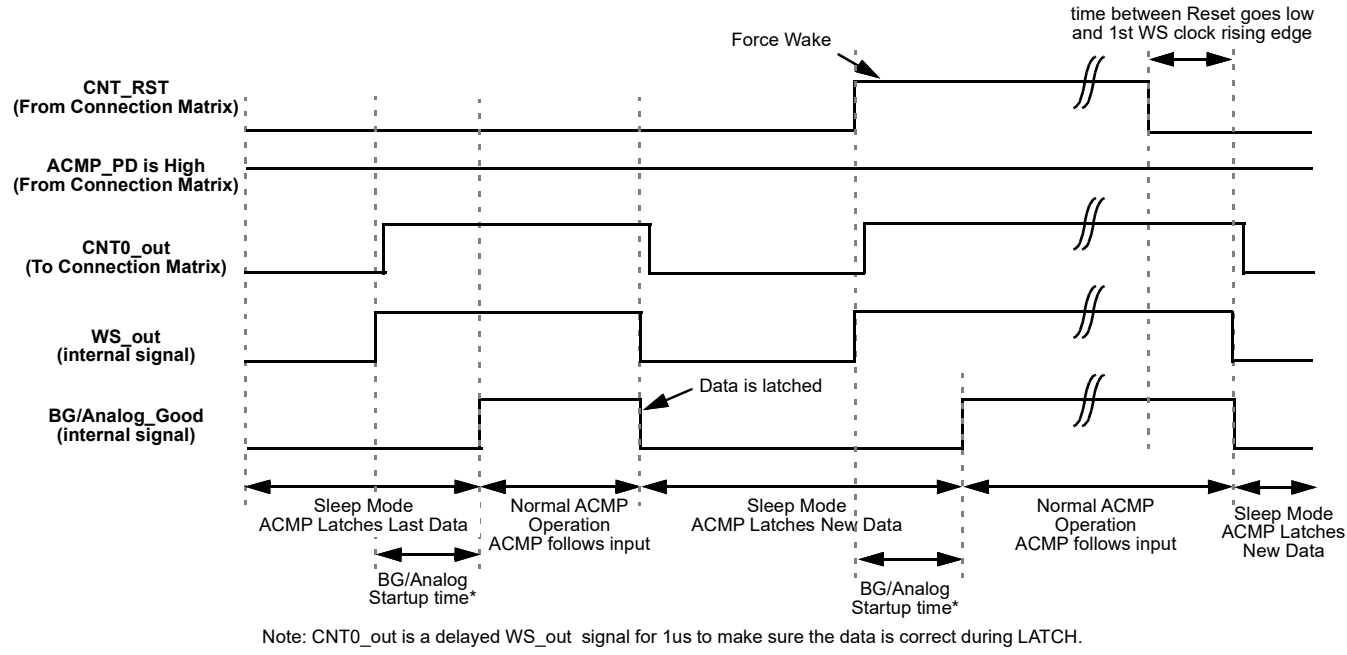 time between Reset goes low
and 1st WS clock rising edge
Force Wake
CNT_RST
(From Connection Matrix)
ACMP_PD is High
(From Connection Matrix)
CNT0_out
(To Connection Matrix)
WS_out
(internal signal)
Data is latched
BG/Analog_Good
(internal signal)
Sleep Mode
ACMP Latches Last Data
Normal ACMP
Operation
ACMP follows input
Sleep Mode
ACMP Latches New Data
Normal ACMP
Operation
ACMP follows input
Sleep Mode
ACMP Latches
New Data
BG/Analog
Startup time*
BG/Analog
Startup time*
Note: CNT0_out is a delayed WS_out signal for 1us to make sure the data is correct during LATCH.